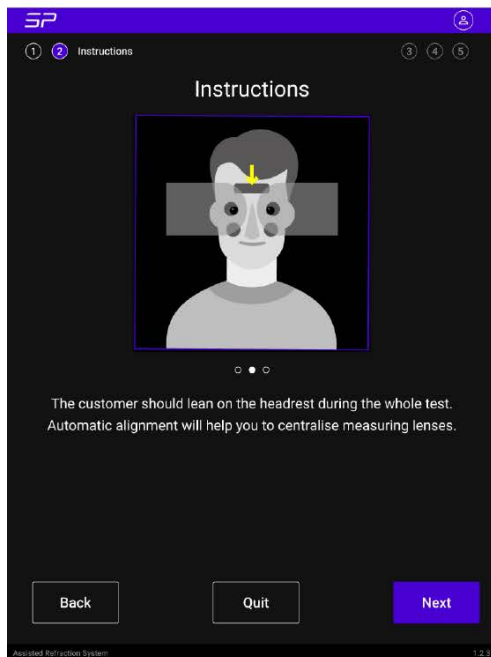 SP
1 2 Instructions 3 4 5
Instructions
The customer should lean on the headrest during the whole test.
Automatic alignment will help you to centralise measuring lenses.
Back Quit Next
Assisted Refraction System 1.2.3